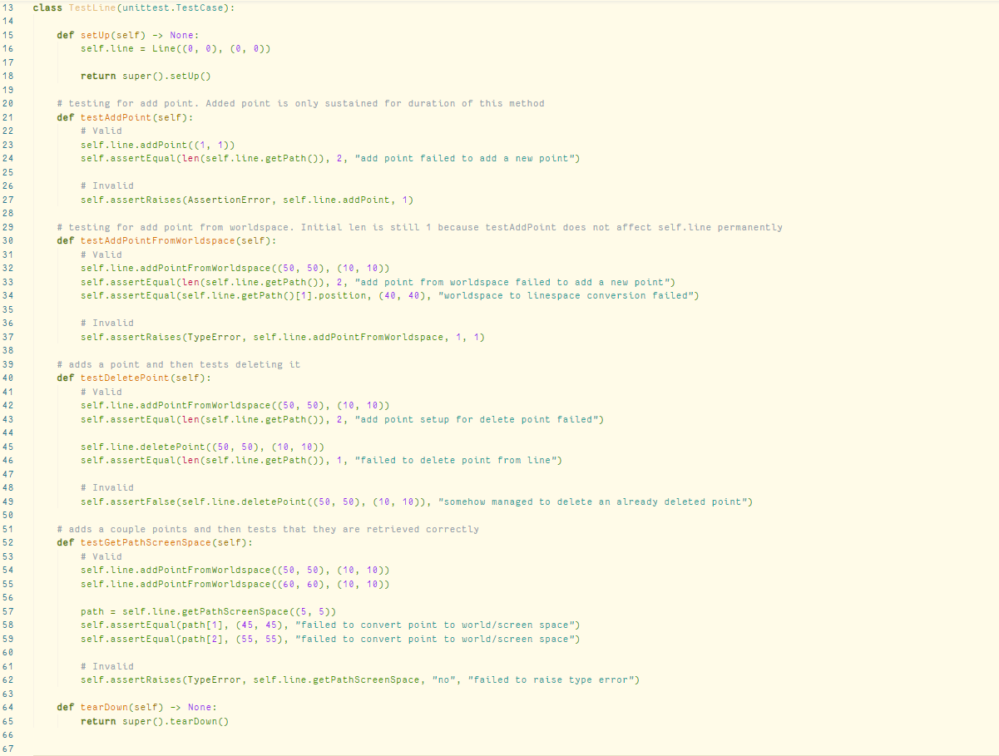 13 class TestLine(unittest.TestCase):
14
15     def setUp(self) -> None:
16         self.line = Line((0, 0), (0, 0))
17
18         return super().setUp()
19
20     # testing for add point. Added point is only sustained for duration of this method
21     def testAddPoint(self):
22         # Valid
23         self.line.addPoint((1, 1))
24         self.assertEqual(len(self.line.getPath()), 2, "add point failed to add a new point")
25
26         # Invalid
27         self.assertRaises(AssertionError, self.line.addPoint, 1)
28
29     # testing for add point from worldspace. Initial len is still 1 because testAddPoint does not affect self.line permanently
30     def testAddPointFromWorldspace(self):
31         # Valid
32         self.line.addPointFromWorldspace((50, 50), (10, 10))
33         self.assertEqual(len(self.line.getPath()), 2, "add point from worldspace failed to add a new point")
34         self.assertEqual(self.line.getPath()[1].position, (40, 40), "worldspace to linespace conversion failed")
35
36         # Invalid
37         self.assertRaises(TypeError, self.line.addPointFromWorldspace, 1, 1)
38
39     # adds a point and then tests deleting it
40     def testDeletePoint(self):
41         # Valid
42         self.line.addPointFromWorldspace((50, 50), (10, 10))
43         self.assertEqual(len(self.line.getPath()), 2, "add point setup for delete point failed")
44
45         self.line.deletePoint((50, 50), (10, 10))
46         self.assertEqual(len(self.line.getPath()), 1, "failed to delete point from line")
47
48         # Invalid
49         self.assertFalse(self.line.deletePoint((50, 50), (10, 10)), "somehow managed to delete an already deleted point")
50
51     # adds a couple points and then tests that they are retrieved correctly
52     def testGetPathScreenSpace(self):
53         # Valid
54         self.line.addPointFromWorldspace((50, 50), (10, 10))
55         self.line.addPointFromWorldspace((60, 60), (10, 10))
56
57         path = self.line.getPathScreenSpace((5, 5))
58         self.assertEqual(path[1], (45, 45), "failed to convert point to world/screen space")
59         self.assertEqual(path[2], (55, 55), "failed to convert point to world/screen space")
60
61         # Invalid
62         self.assertRaises(TypeError, self.line.getPathScreenSpace, "no", "failed to raise type error")
63
64     def tearDown(self) -> None:
65         return super().tearDown()
66
67